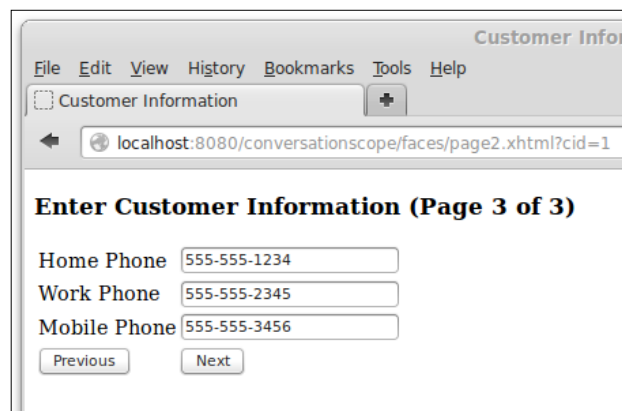 Customer Infor
File Edit View History Bookmarks Tools Help
Customer Information
localhost:8080/conversationscope/faces/page2.xhtml?cid=1
Enter Customer Information (Page 3 of 3)
Home Phone 555-555-1234
Work Phone 555-555-2345
Mobile Phone 555-555-3456
Previous Next